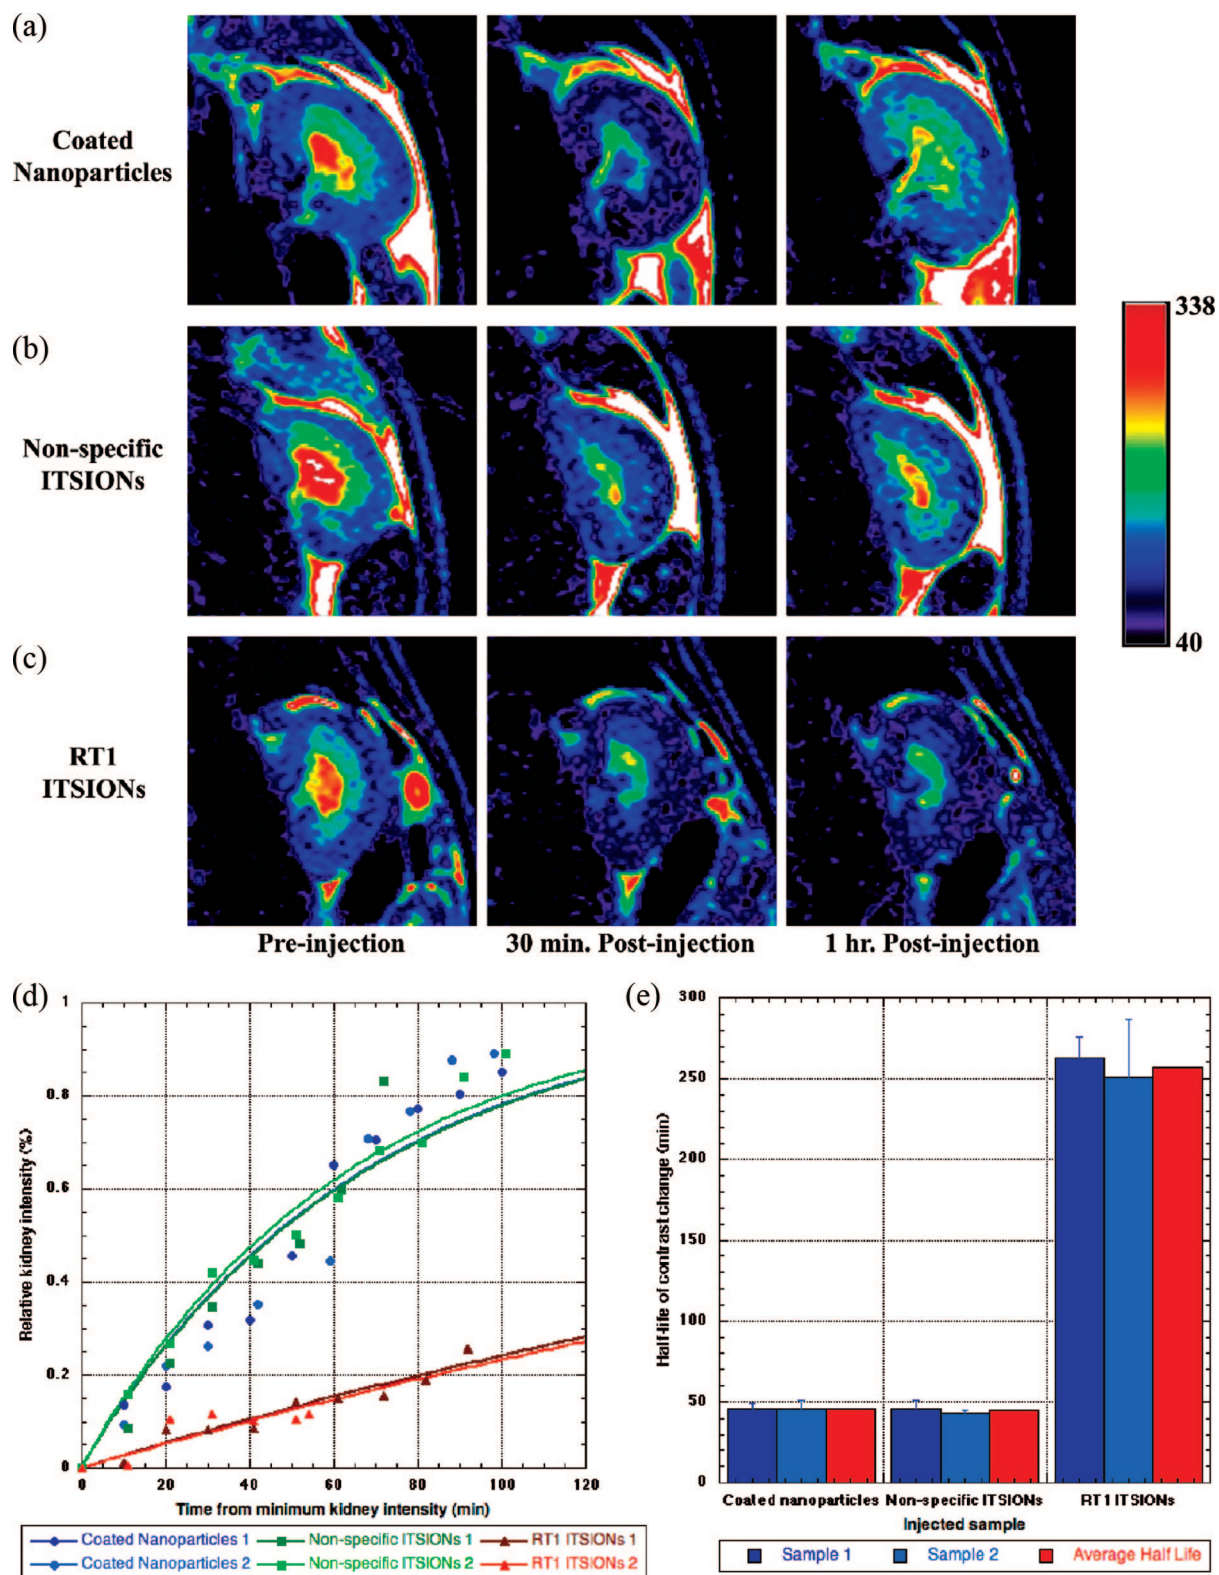 (a)
Coated
Nanoparticles
338
(b)
Non-specific
ITSIONs
40
(c)
RT1
ITSIONs
Pre-injection
30 min. Post-injection
1 hr. Post-injection
(d)
1
0.8
0.6
0.4
0.2
0
Relative kidney intensity (%)
0 20 40 60 80 100 120
Time from minimum kidney intensity (min)
Coated Nanoparticles 1
Non-specific ITSIONs 1
RT1 ITSIONs 1
Coated Nanoparticles 2
Non-specific ITSIONs 2
RT1 ITSIONs 2
(e)
300
250
200
150
100
50
0
Half-life of contrast change (min)
Coated nanoparticles
Non-specific ITSIONs
RT1 ITSIONs
Injected sample
Sample 1
Sample 2
Average Half Life